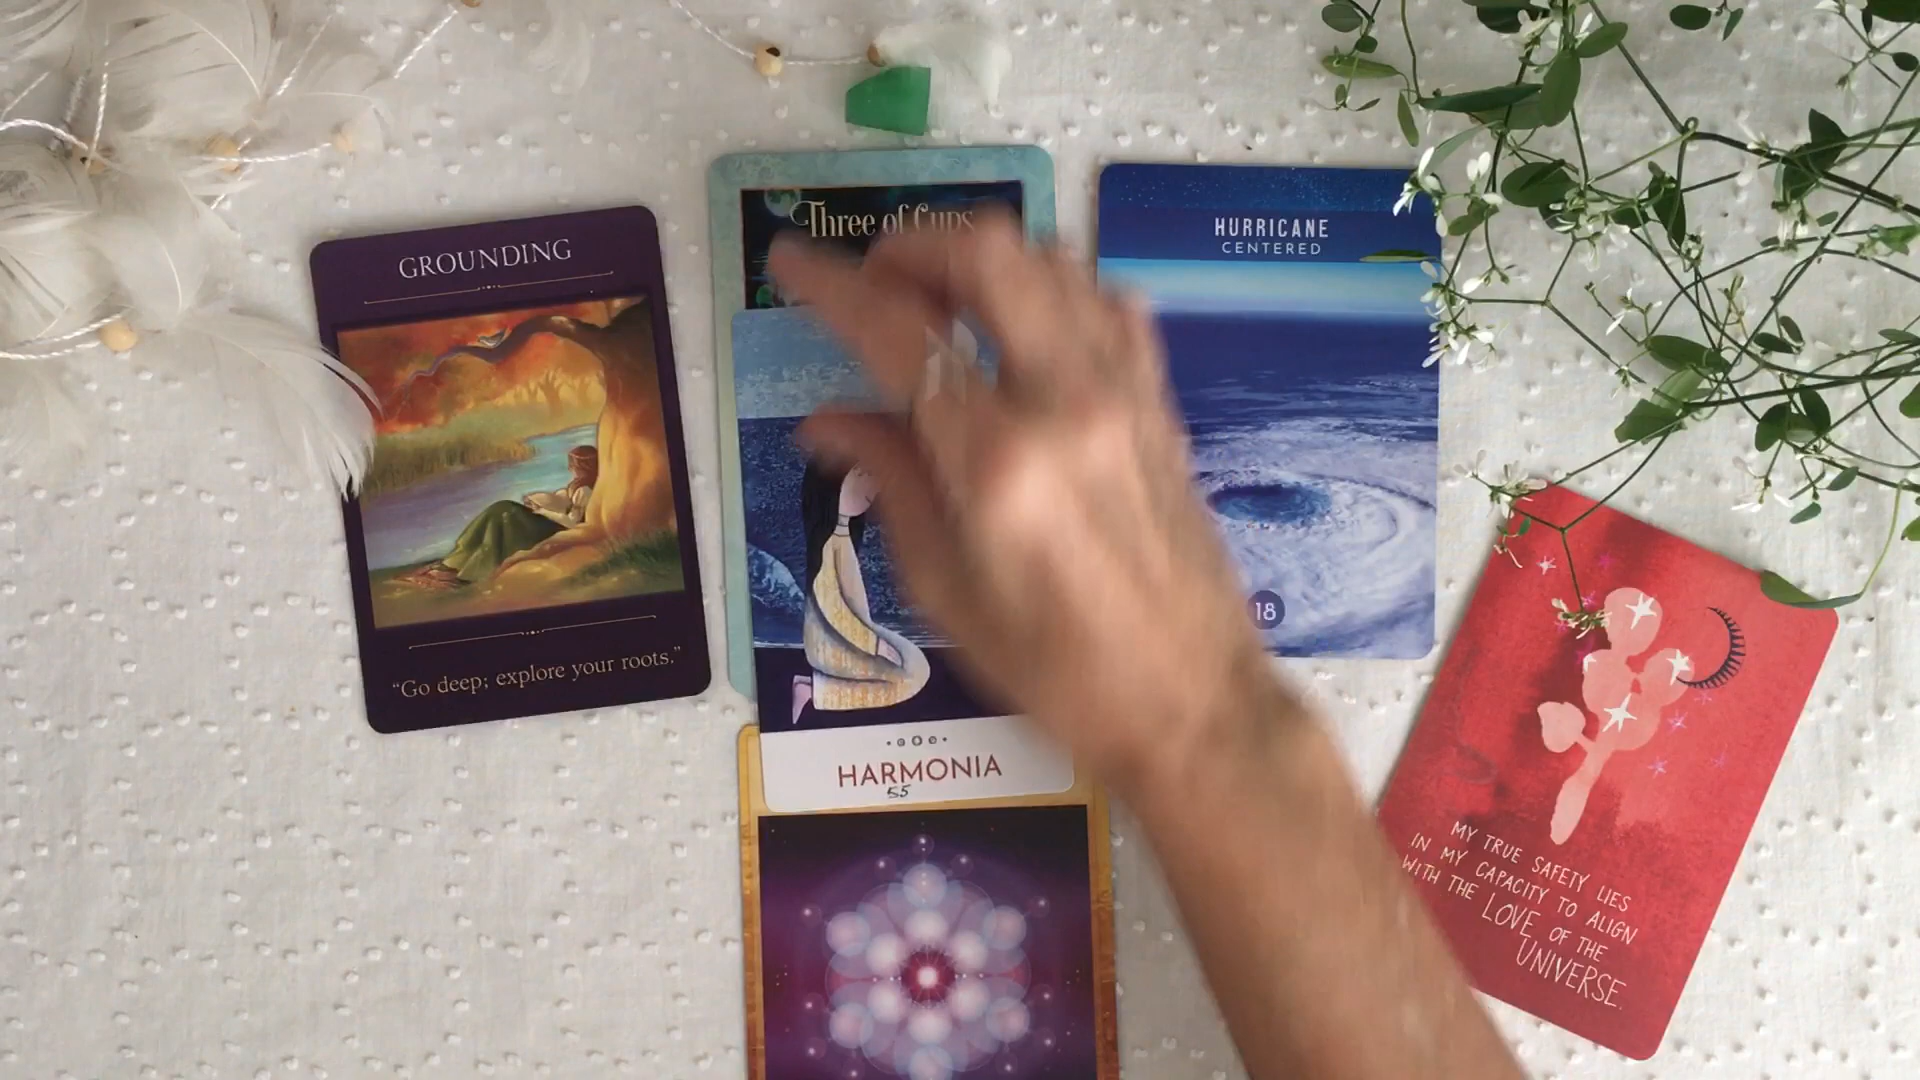 GROUNDING
"Go deep; explore your roots."
Three of Cups
HARMONIA
55
HURRICANE
CENTERED
18
MY TRUE SAFETY LIES
IN MY CAPACITY TO ALIGN
WITH THE LOVE OF THE
UNIVERSE.